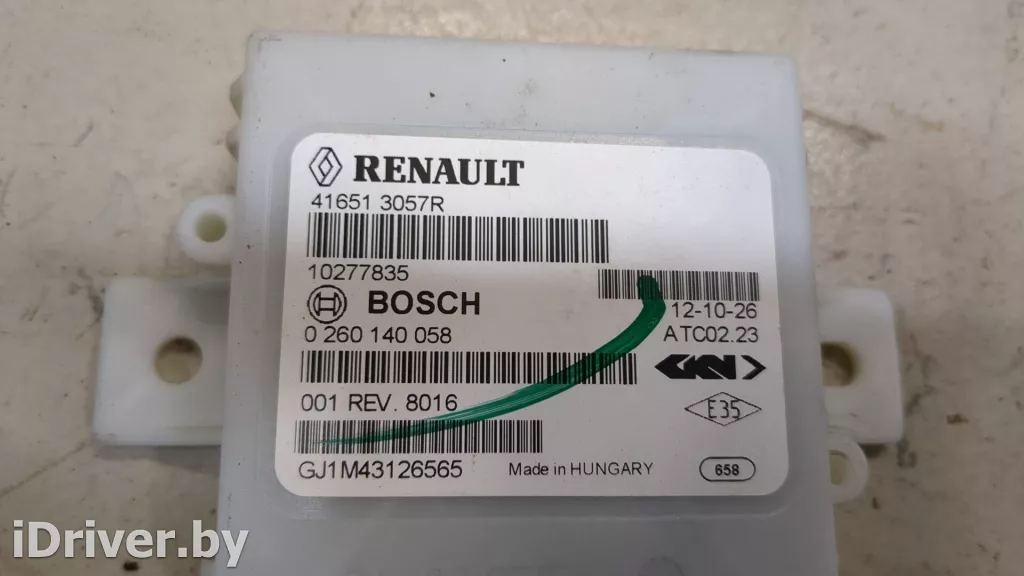 RENAULT
41651 3057R
10277835
BOSCH
12-10-26
0 260 140 058
ATC02.23
GKN
001 REV. 8016
E35
GJ1M43126565
Made in HUNGARY
658
iDriver.by